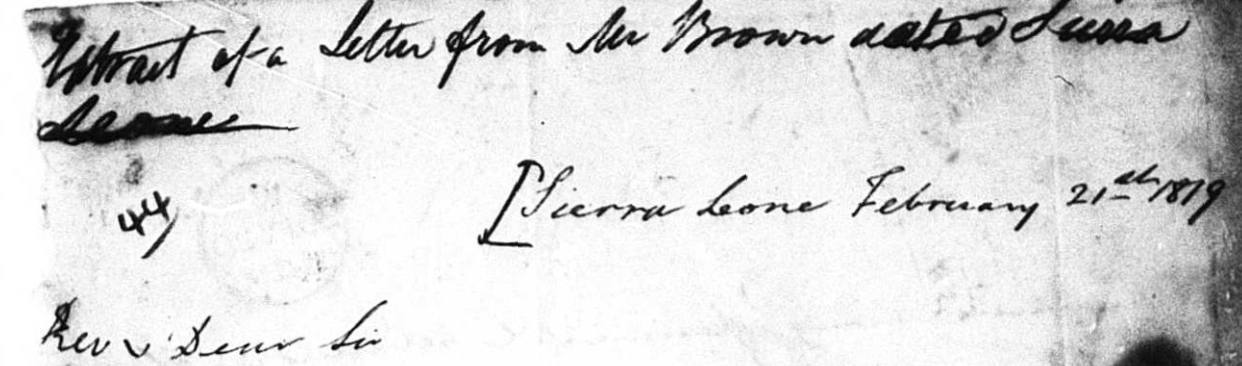 Extract of a Letter from Mr Brown dated Sierra
Leone
44
[Sierra Leone February 21st 1819
Rev & Dear Sir